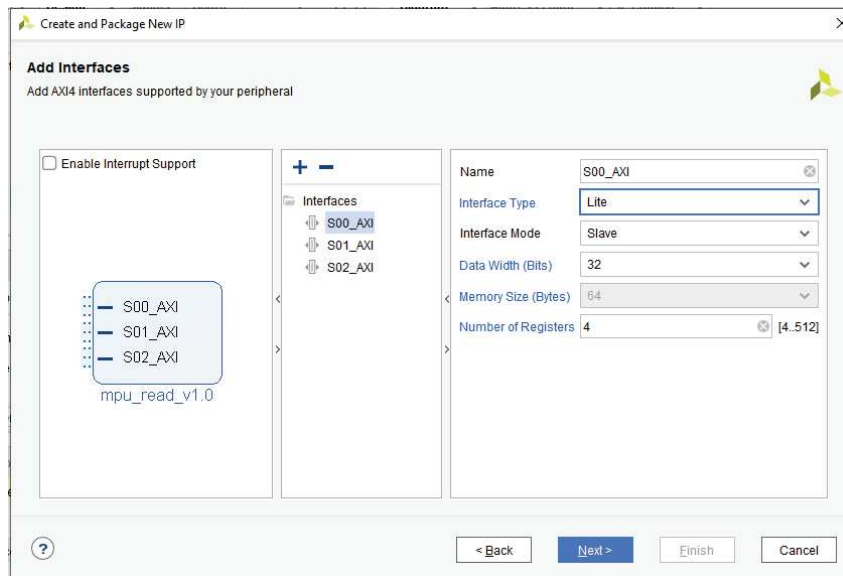 Create and Package New IP
Add Interfaces
Add AXI4 interfaces supported by your peripheral
Enable Interrupt Support
S00_AXI
S01_AXI
S02_AXI
mpu_read_v1.0
Interfaces
S00_AXI
S01_AXI
S02_AXI
Name S00_AXI
Interface Type Lite
Interface Mode Slave
Data Width (Bits) 32
Memory Size (Bytes) 64
Number of Registers 4 [4..512]
? < Back Next > Finish Cancel